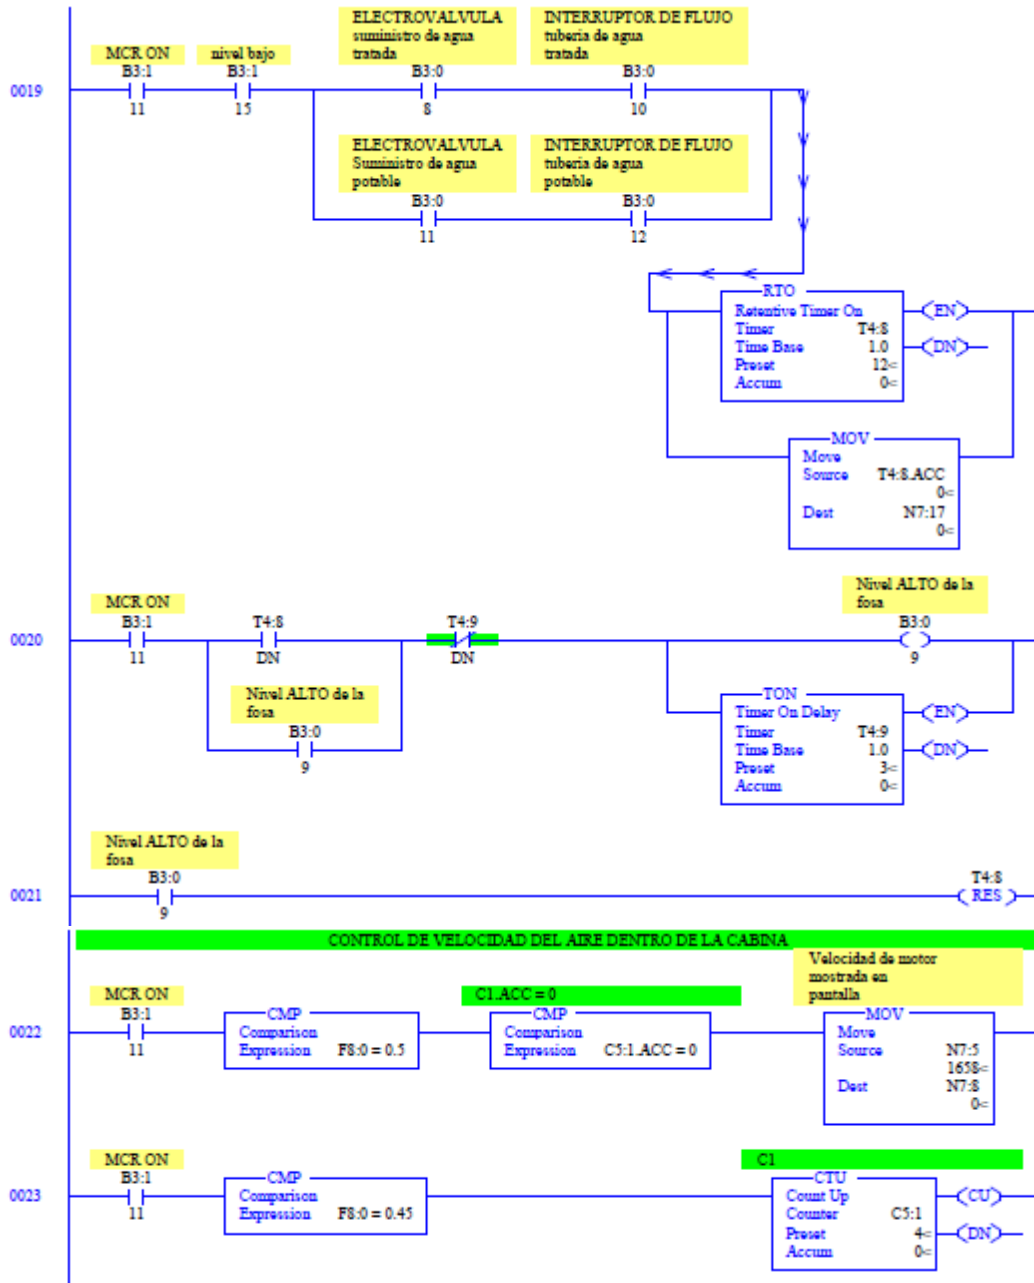 ELECTROVALVULA
suministro de agua
tratada
INTERRUPTOR DE FLUJO
tuberia de agua
tratada
MCR ON
nivel bajo
B3:1
B3:1
B3:0
B3:0
0019
11
15
8
10
ELECTROVALVULA
Suministro de agua
potable
INTERRUPTOR DE FLUJO
tuberia de agua
potable
B3:0
B3:0
11
12
RTO
Retentive Timer On
Timer T4:8
Time Base 1.0
Preset 12<
Accum 0<
EN
DN
MOV
Move
Source T4:8.ACC
0<
Dest N7:17
0<
Nivel ALTO de la
fosa
MCR ON
B3:1
T4:8
T4:9
B3:0
0020
11
DN
DN
9
Nivel ALTO de la
fosa
B3:0
9
TON
Timer On Delay
Timer T4:9
Time Base 1.0
Preset 3<
Accum 0<
EN
DN
Nivel ALTO de la
fosa
B3:0
T4:8
0021
RES
9
CONTROL DE VELOCIDAD DEL AIRE DENTRO DE LA CABINA
Velocidad de motor
mostrada en
pantalla
MCR ON
C1.ACC = 0
B3:1
0022
11
CMP
Comparison
Expression F8:0 = 0.5
CMP
Comparison
Expression C5:1.ACC = 0
MOV
Move
Source N7:5
1658<
Dest N7:8
0<
MCR ON
C1
B3:1
0023
11
CMP
Comparison
Expression F8:0 = 0.45
CTU
Count Up
Counter C5:1
Preset 4<
Accum 0<
CU
DN